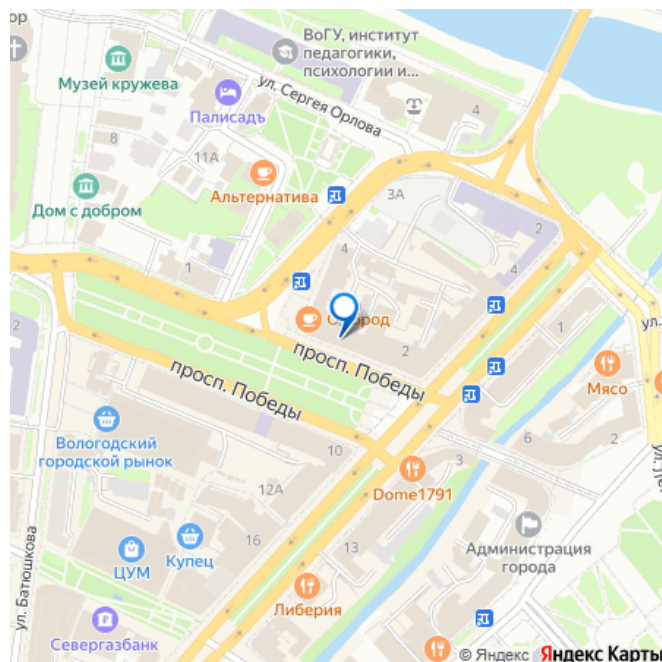 ор
ВоГУ, институт
педагогики,
психологии и...
Музей кружева
ул. Сергея Орлова
4
Палисадъ
8
11А
Альтернатива
3А
Дом с добром
2
4
1
4
просп. Победы
2
1
ул.
просп. Победы
2
Мясо
Вологодский
городской рынок
10
6
2
3
Dome1791
12А
16
Купец
ЦУМ
13
Администрация
города
ул. Батюшкова
Либерия
Севергазбанк
© Яндекс Яндекс Карты